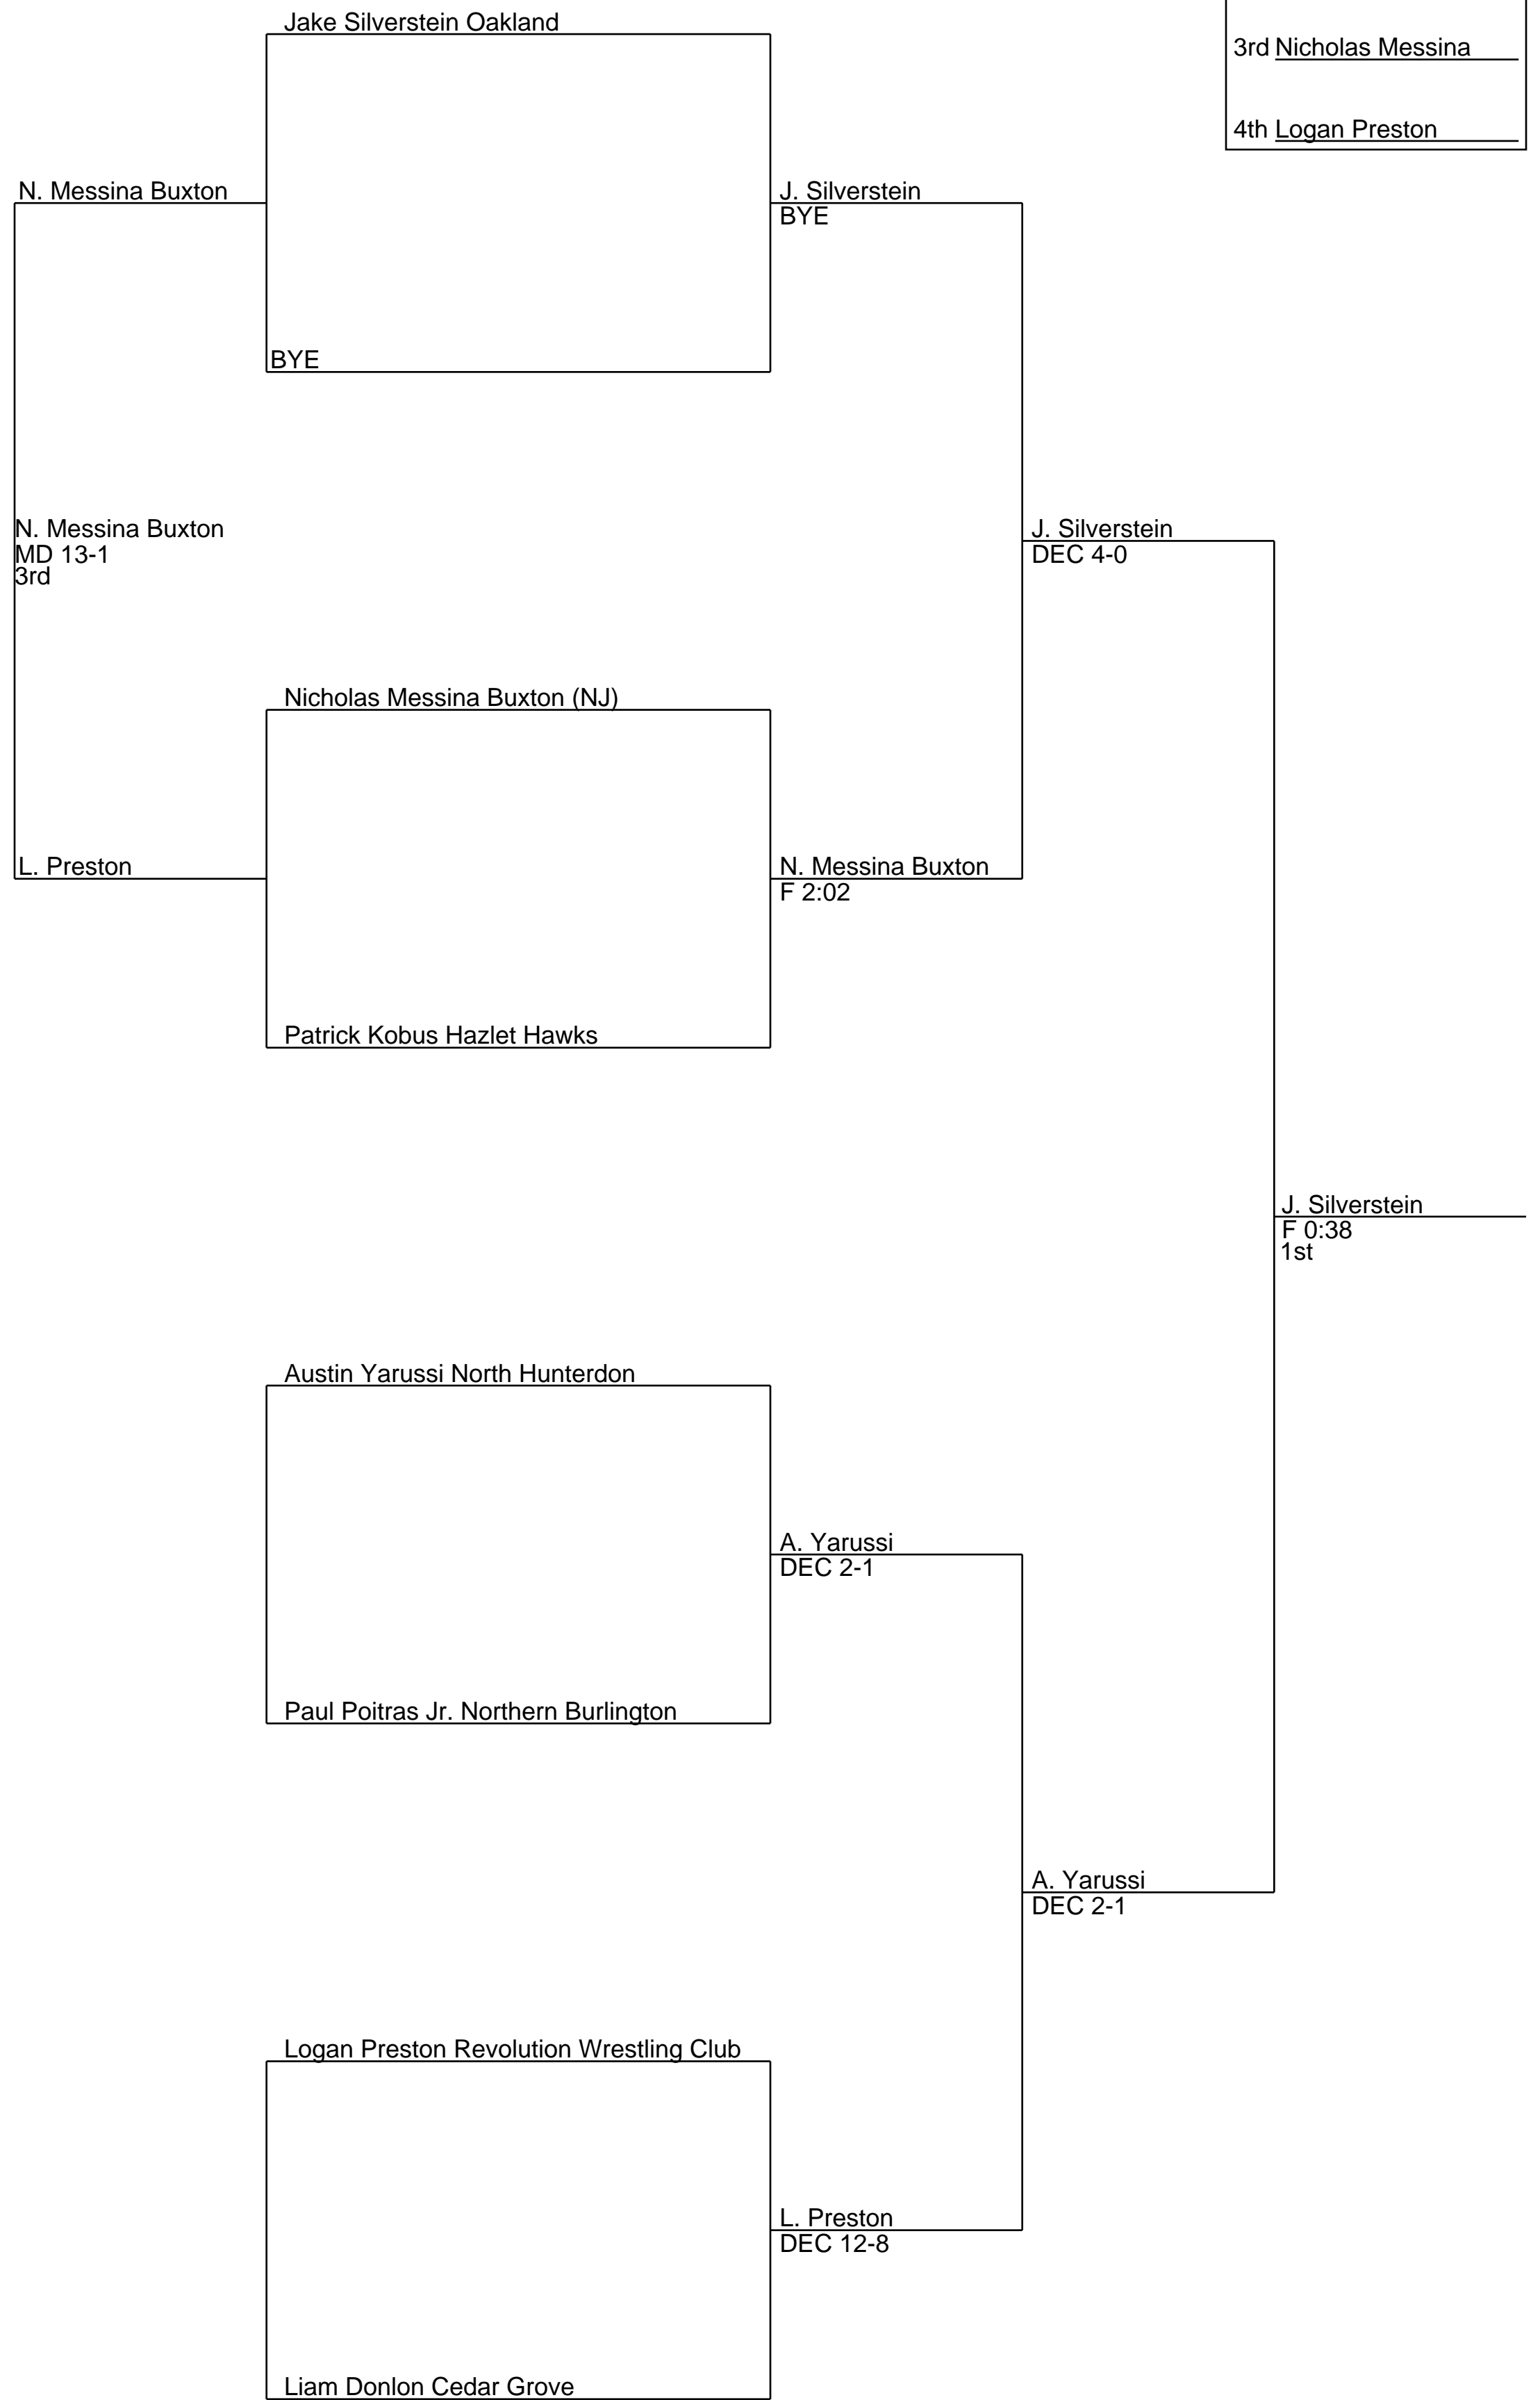 Jake Silverstein Oakland
3rd Nicholas Messina
4th Logan Preston
N. Messina Buxton
J. Silverstein
BYE
BYE
N. Messina Buxton
MD 13-1
3rd
J. Silverstein
DEC 4-0
Nicholas Messina Buxton (NJ)
L. Preston
N. Messina Buxton
F 2:02
Patrick Kobus Hazlet Hawks
J. Silverstein
F 0:38
1st
Austin Yarussi North Hunterdon
A. Yarussi
DEC 2-1
Paul Poitras Jr. Northern Burlington
A. Yarussi
DEC 2-1
Logan Preston Revolution Wrestling Club
L. Preston
DEC 12-8
Liam Donlon Cedar Grove